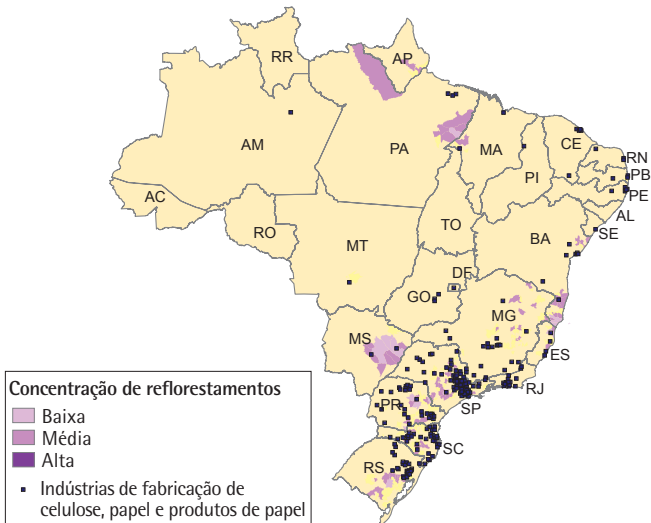 RR
AP
AM
PA
MA
CE
RN
PB
PE
AL
SE
PI
AC
RO
TO
BA
MT
DF
GO
MG
MS
ES
RJ
SP
PR
SC
RS
Concentração de reflorestamentos
Baixa
Média
Alta
Indústrias de fabricação de
celulose, papel e produtos de papel